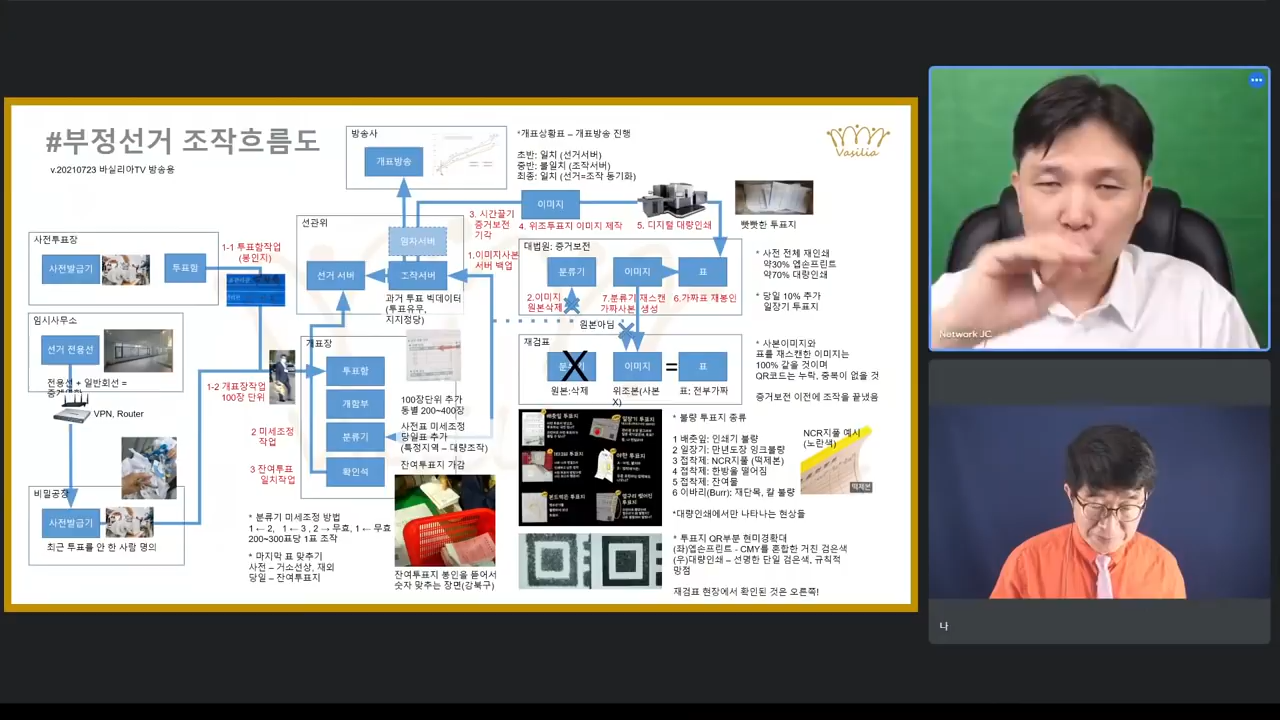 #부정선거 조작흐름도
v.20210723 바실리아TV 방송용
방송사
개표방송
*개표상황표 – 개표방송 진행
초반: 일치 (선거서버)
중반: 불일치 (조작서버)
최종: 일치 (선거=조작 동기화)
Vasilia
선관위
임차서버
선거 서버
조작서버
과거 투표 빅데이터
(투표유무,
지지정당)
3. 시간끌기
증거보전
기각
1.이미지사본
서버 백업
이미지
4. 위조투표지 이미지 제작
5. 디지털 대량인쇄
빳빳한 투표지
사전투표장
사전발급기
투표함
1-1 투표함작업
(봉인지)
임시사무소
선거 전용선
전용선 + 일반회선 =
VPN, Router
비밀공장
사전발급기
최근 투표를 안 한 사람 명의
1-2 개표장작업
100장 단위
2 미세조정
작업
3 잔여투표
일치작업
개표장
투표함
개함부
분류기
확인석
100장단위 추가
동별 200~400장
사전표 미세조정
당일표 추가
(특정지역 – 대량조작)
잔여투표지 가감
* 분류기 미세조정 방법
1 ← 2, 1 ← 3 , 2 → 무효, 1 ← 무효
200~300표당 1표 조작
* 마지막 표 맞추기
사전 – 거소선상, 재외
당일 – 잔여투표지
잔여투표지 봉인을 뜯어서
숫자 맞추는 장면(강북구)
대법원: 증거보전
분류기
이미지
표
2.이미지
원본삭제
7.분류기 재스캔
가짜사본 생성
6.가짜표 재봉인
원본아님
* 사전 전체 재인쇄
약30% 엡손프린트
약70% 대량인쇄
* 당일 10% 추가
일장기 투표지
재검표
분류기
이미지
=
표
X
원본:삭제
위조본(사본
X)
표: 전부가짜
* 사본이미지와
표를 재스캔한 이미지는
100% 같을 것이며
QR코드는 누락, 중복이 없을 것
증거보전 이전에 조작을 끝냈음
배춧잎 투표지
일장기 투표지
* 불량 투표지 종류
1 배춧잎: 인쇄기 불량
2 일장기: 만년도장 잉크불량
3 접착제: NCR지풀 (떡제본)
4 접착제: 한방울 떨어짐
5 접착제: 잔여물
6 이바리(Burr): 재단목, 칼 불량
*대량인쇄에서만 나타나는 현상들
NCR지풀 예시
(노란색)
떡제본
* 투표지 QR부분 현미경확대
(좌)엡손프린트 - CMY를 혼합한 거친 검은색
(우)대량인쇄 – 선명한 단일 검은색, 규칙적
망점
재검표 현장에서 확인된 것은 오른쪽!
Network JC
나